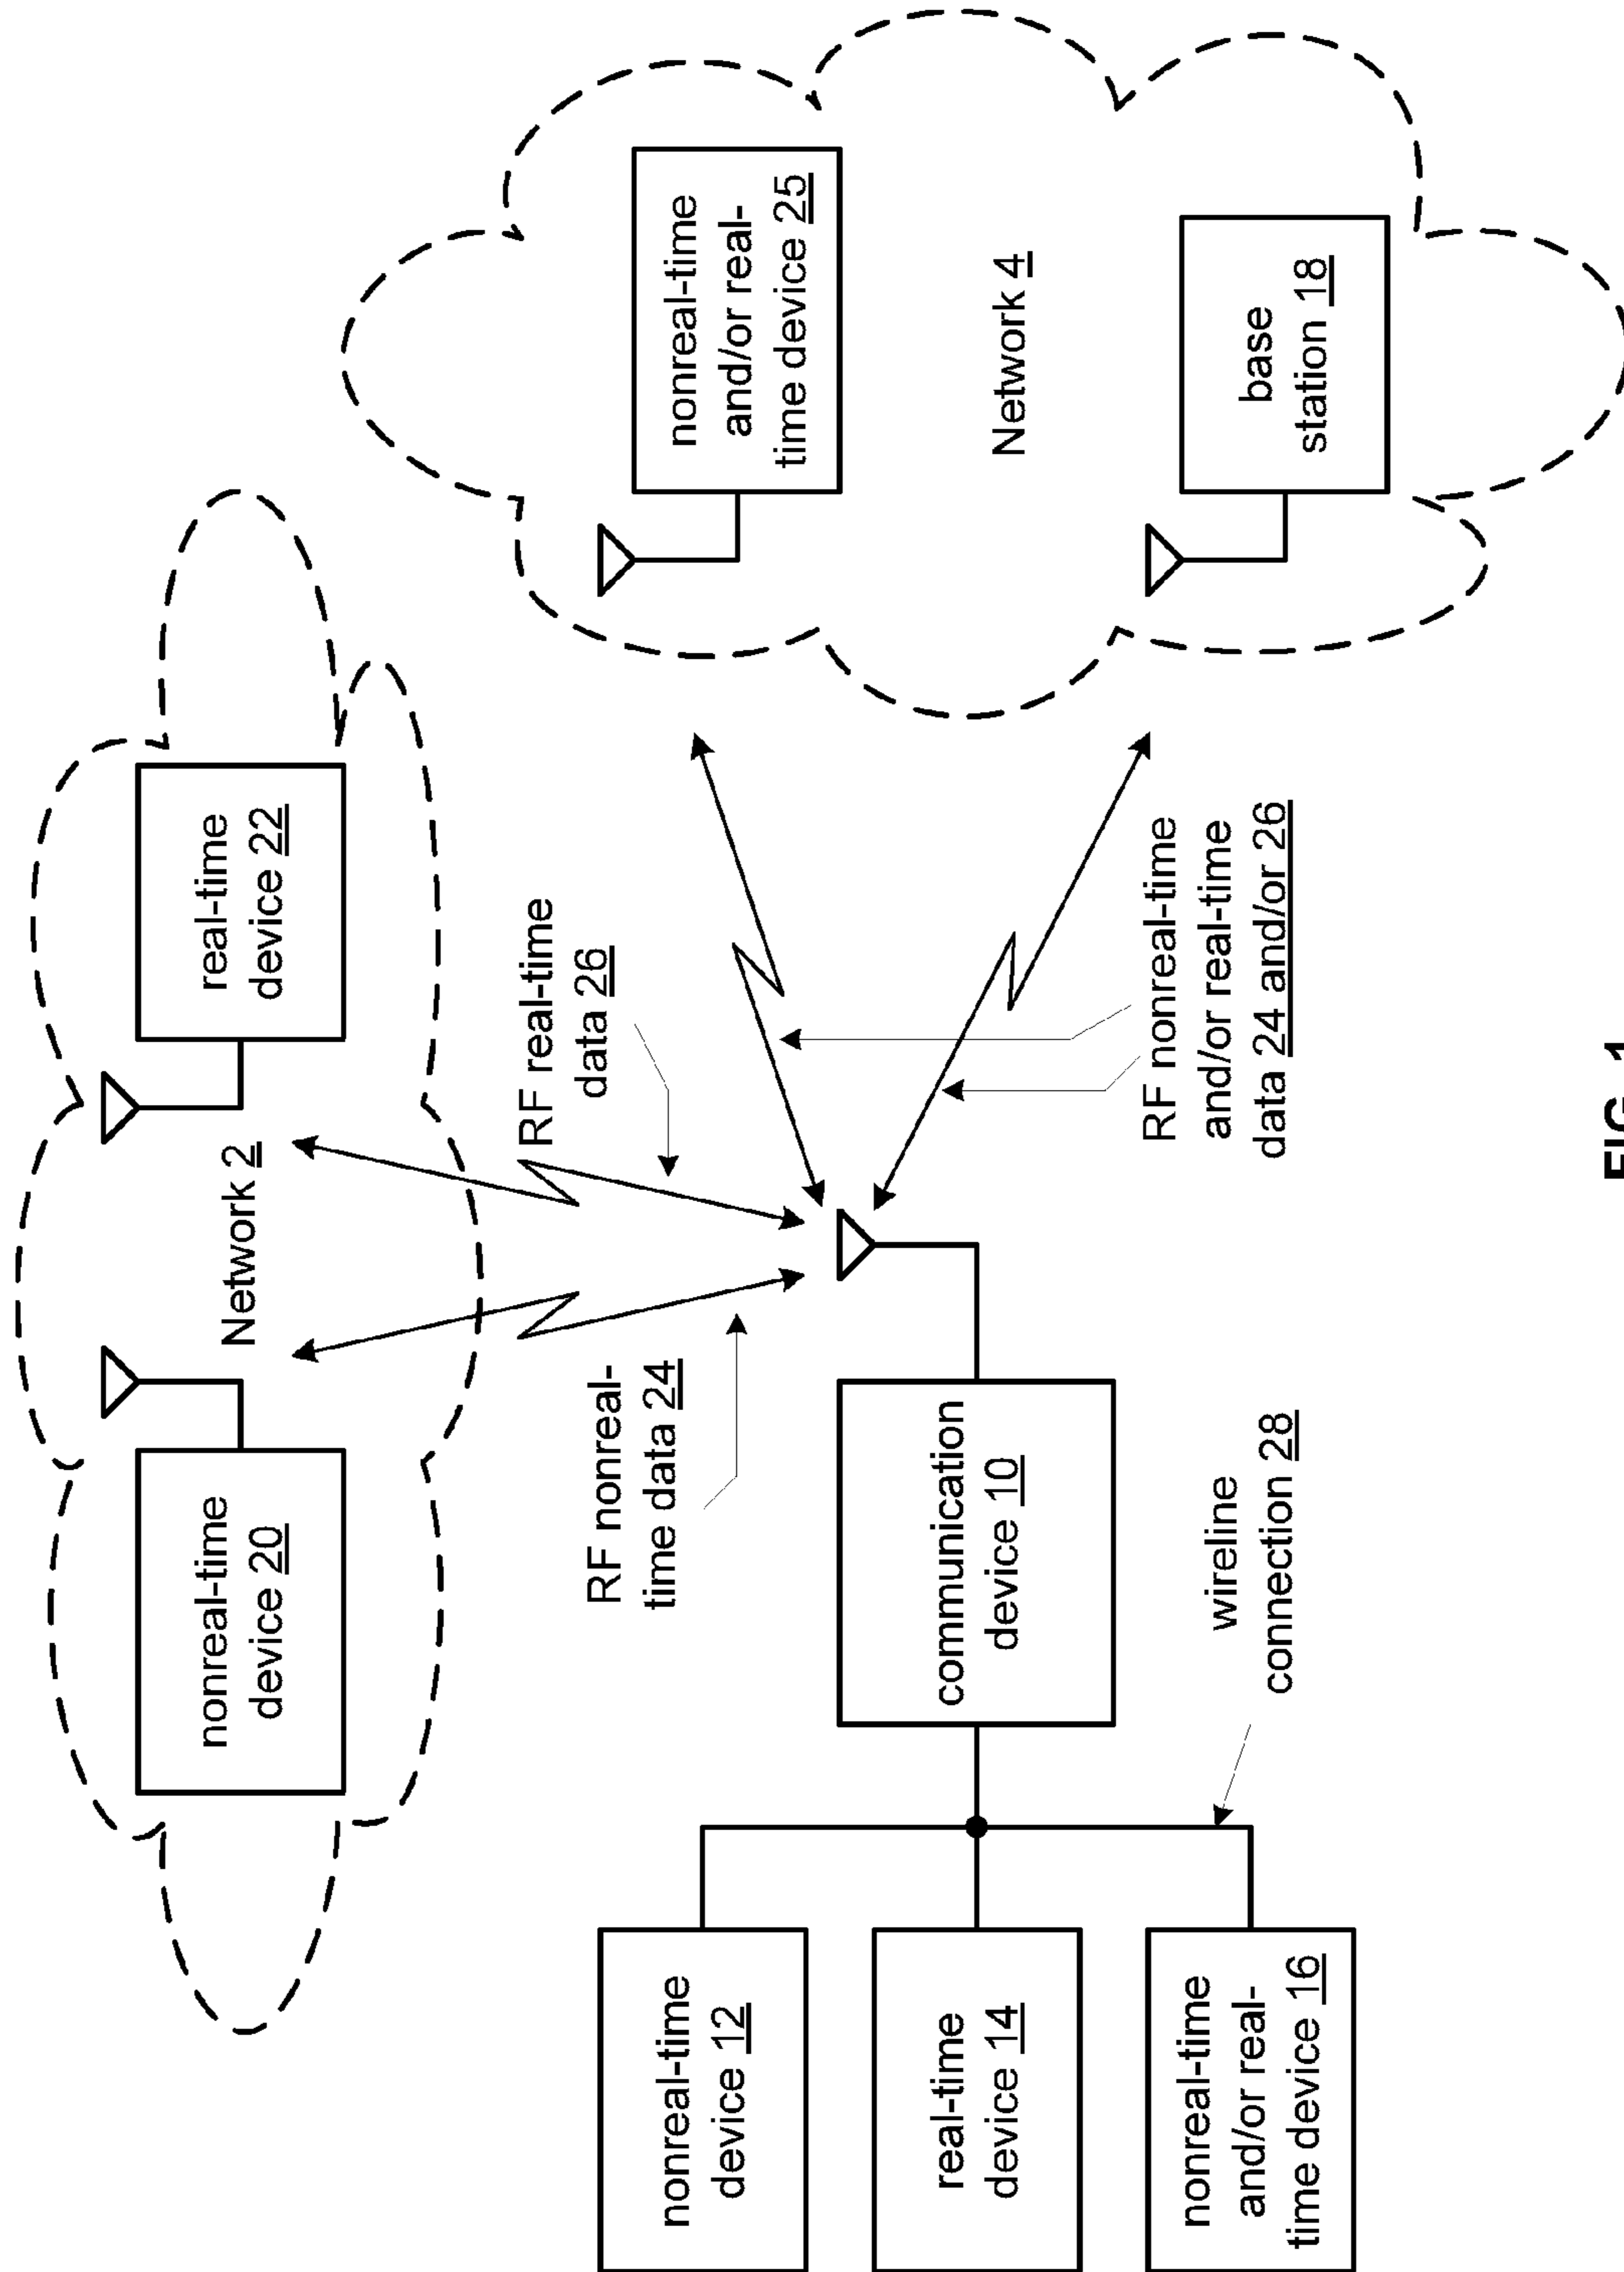 nonreal-time
device 20
Network 2
real-time
device 22
RF nonreal-
time data 24
RF real-time
data 26
nonreal-time
device 12
real-time
device 14
nonreal-time
and/or real-
time device 16
communication
device 10
wireline
connection 28
RF nonreal-time
and/or real-time
data 24 and/or 26
nonreal-time
and/or real-
time device 25
Network 4
base
station 18
FIG. 1